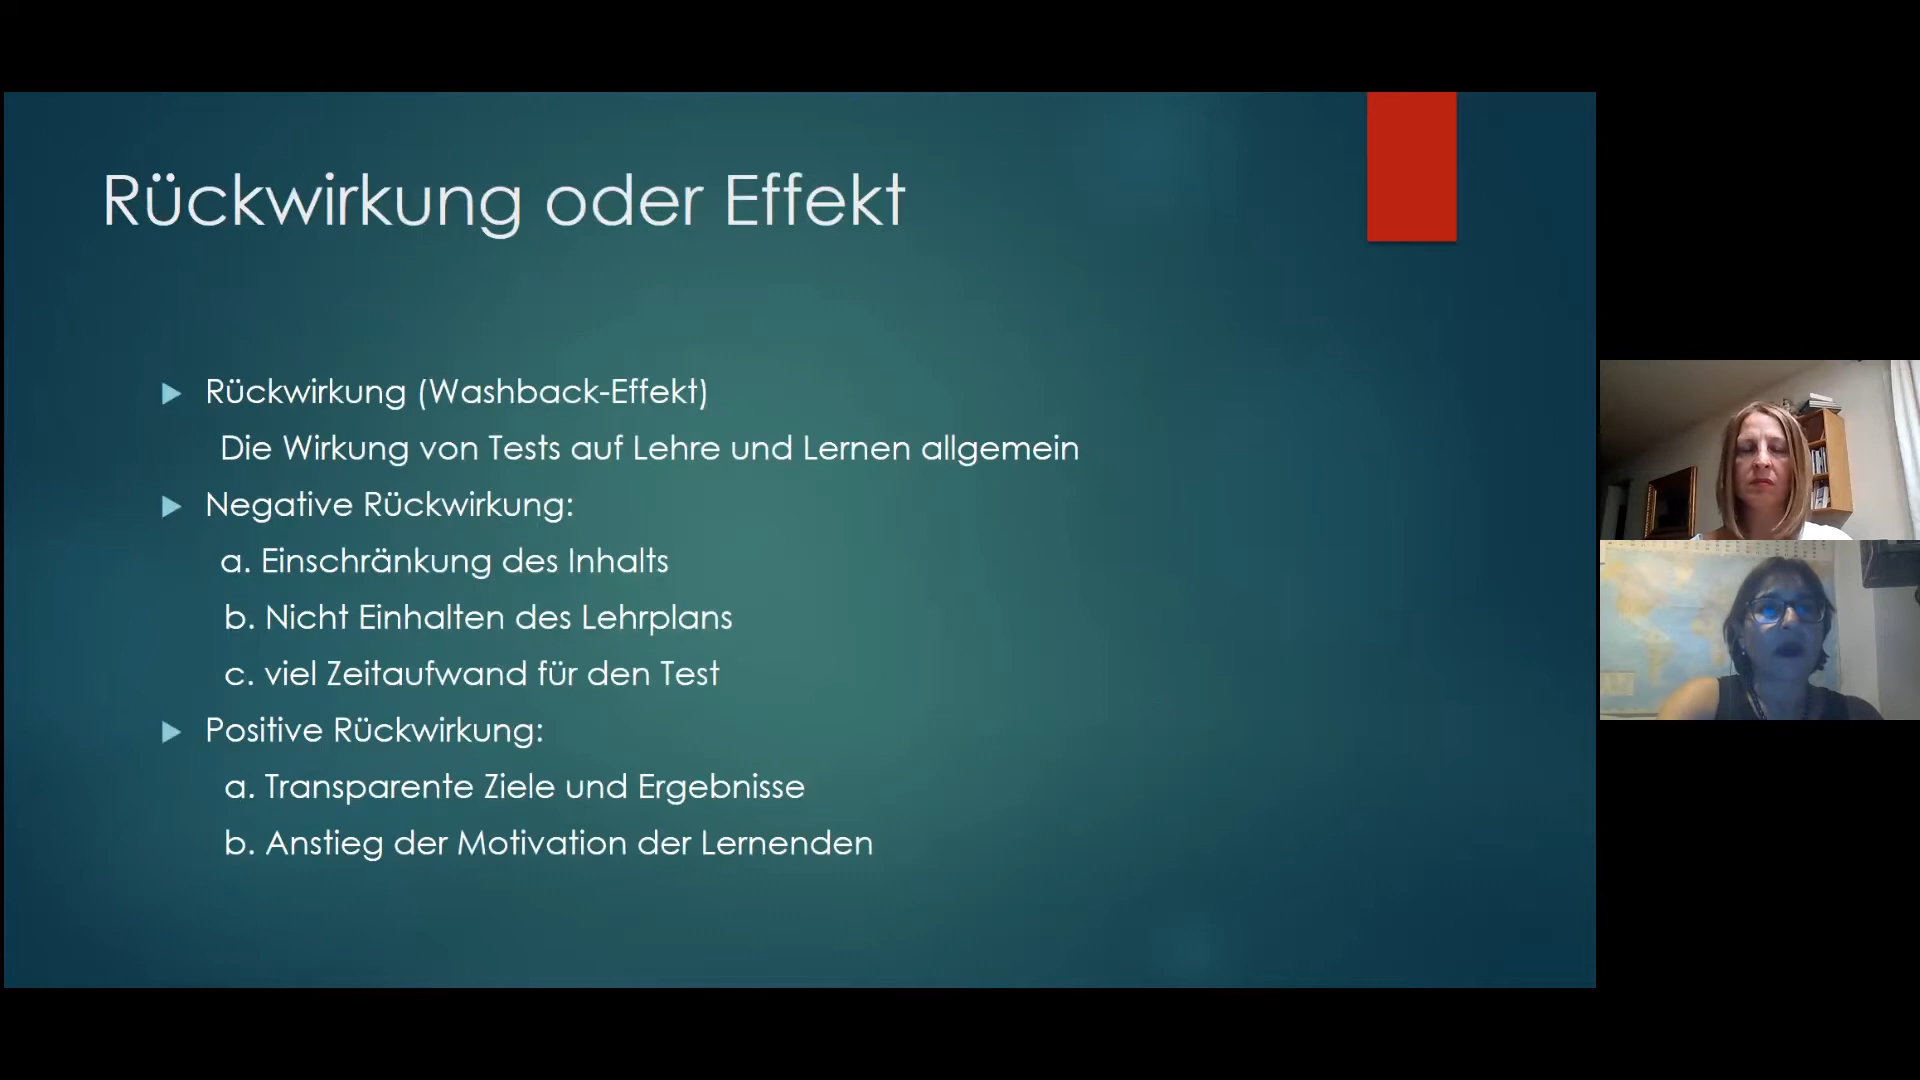 Rückwirkung oder Effekt
Rückwirkung (Washback-Effekt)
Die Wirkung von Tests auf Lehre und Lernen allgemein
Negative Rückwirkung:
a. Einschränkung des Inhalts
b. Nicht Einhalten des Lehrplans
c. viel Zeitaufwand für den Test
Positive Rückwirkung:
a. Transparente Ziele und Ergebnisse
b. Anstieg der Motivation der Lernenden